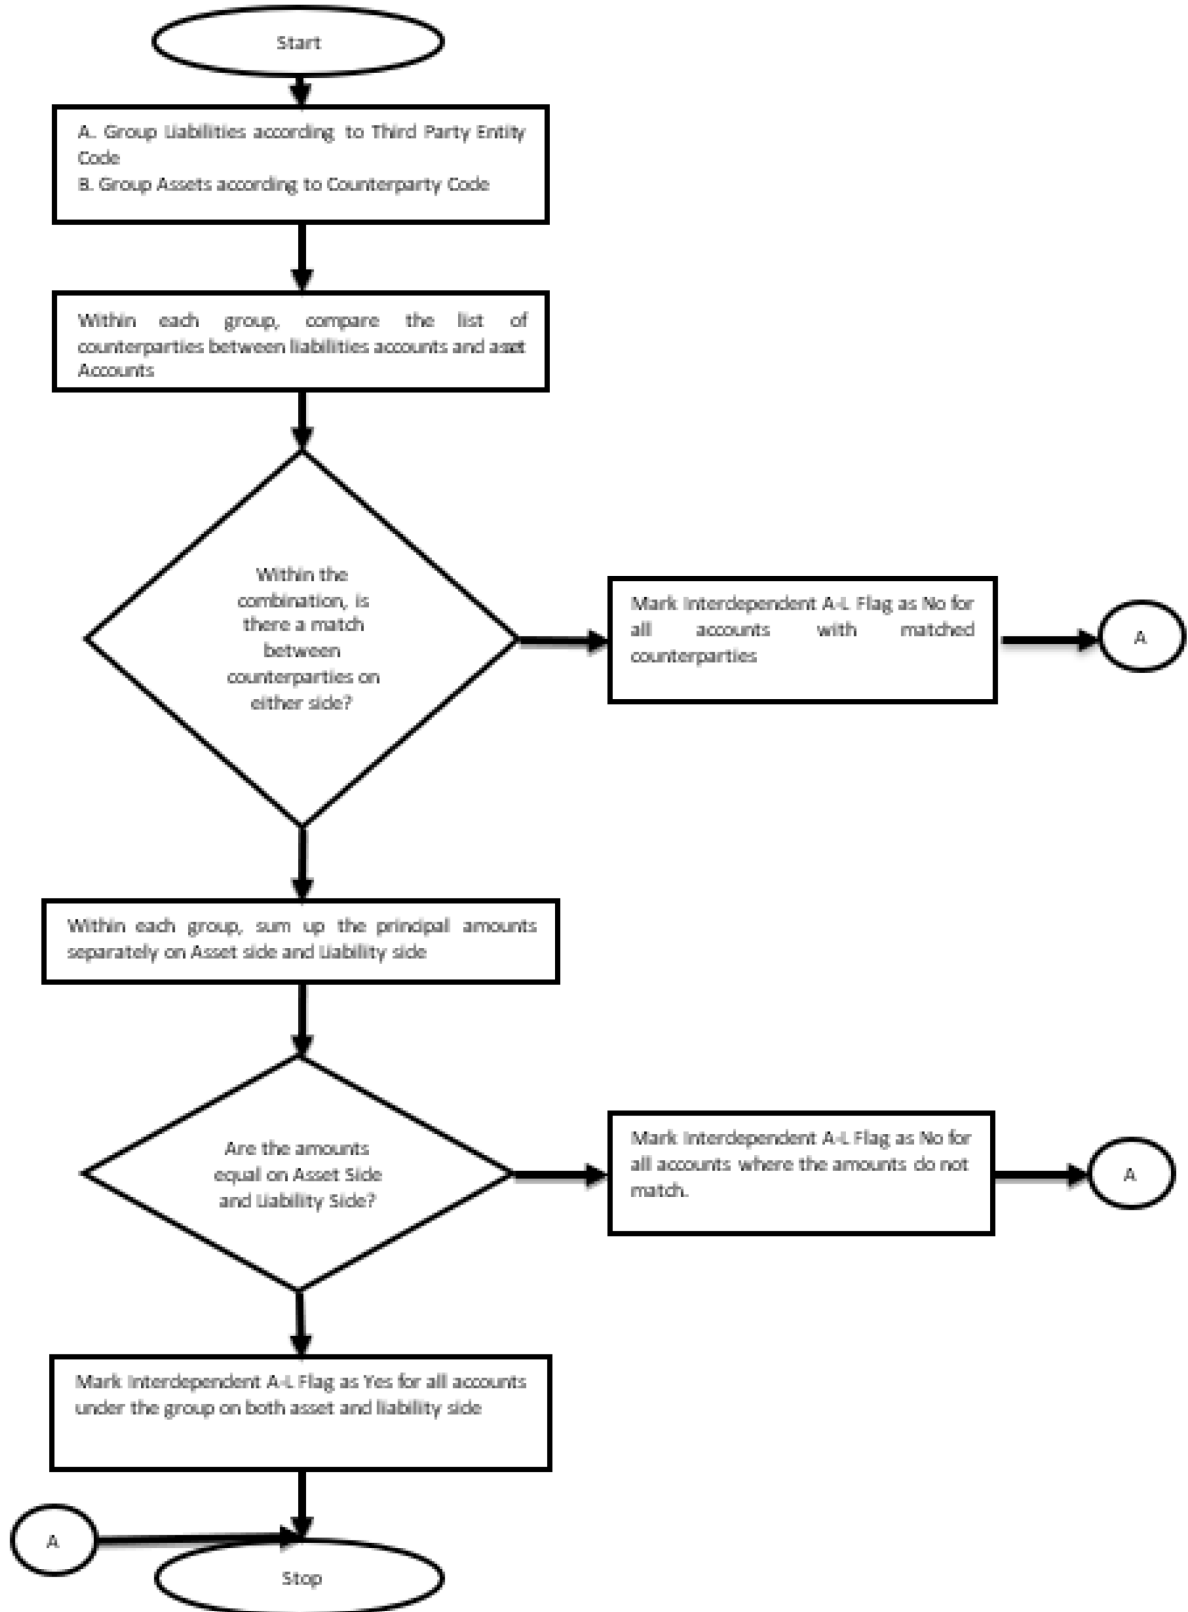 Start
A. Group Liabilities according to Third Party Entity
Code
B. Group Assets according to Counterparty Code
Within each group, compare the list of
counterparties between liabilities accounts and asset
Accounts
Within the
combination, is
there a match
between
counterparties on
either side?
Mark Interdependent A-L Flag as No for
all accounts with matched
counterparties
A
Within each group, sum up the principal amounts
separately on Asset side and Liability side
Are the amounts
equal on Asset Side
and Liability Side?
Mark Interdependent A-L Flag as No for
all accounts where the amounts do not
match.
A
Mark Interdependent A-L Flag as Yes for all accounts
under the group on both asset and liability side
A
Stop